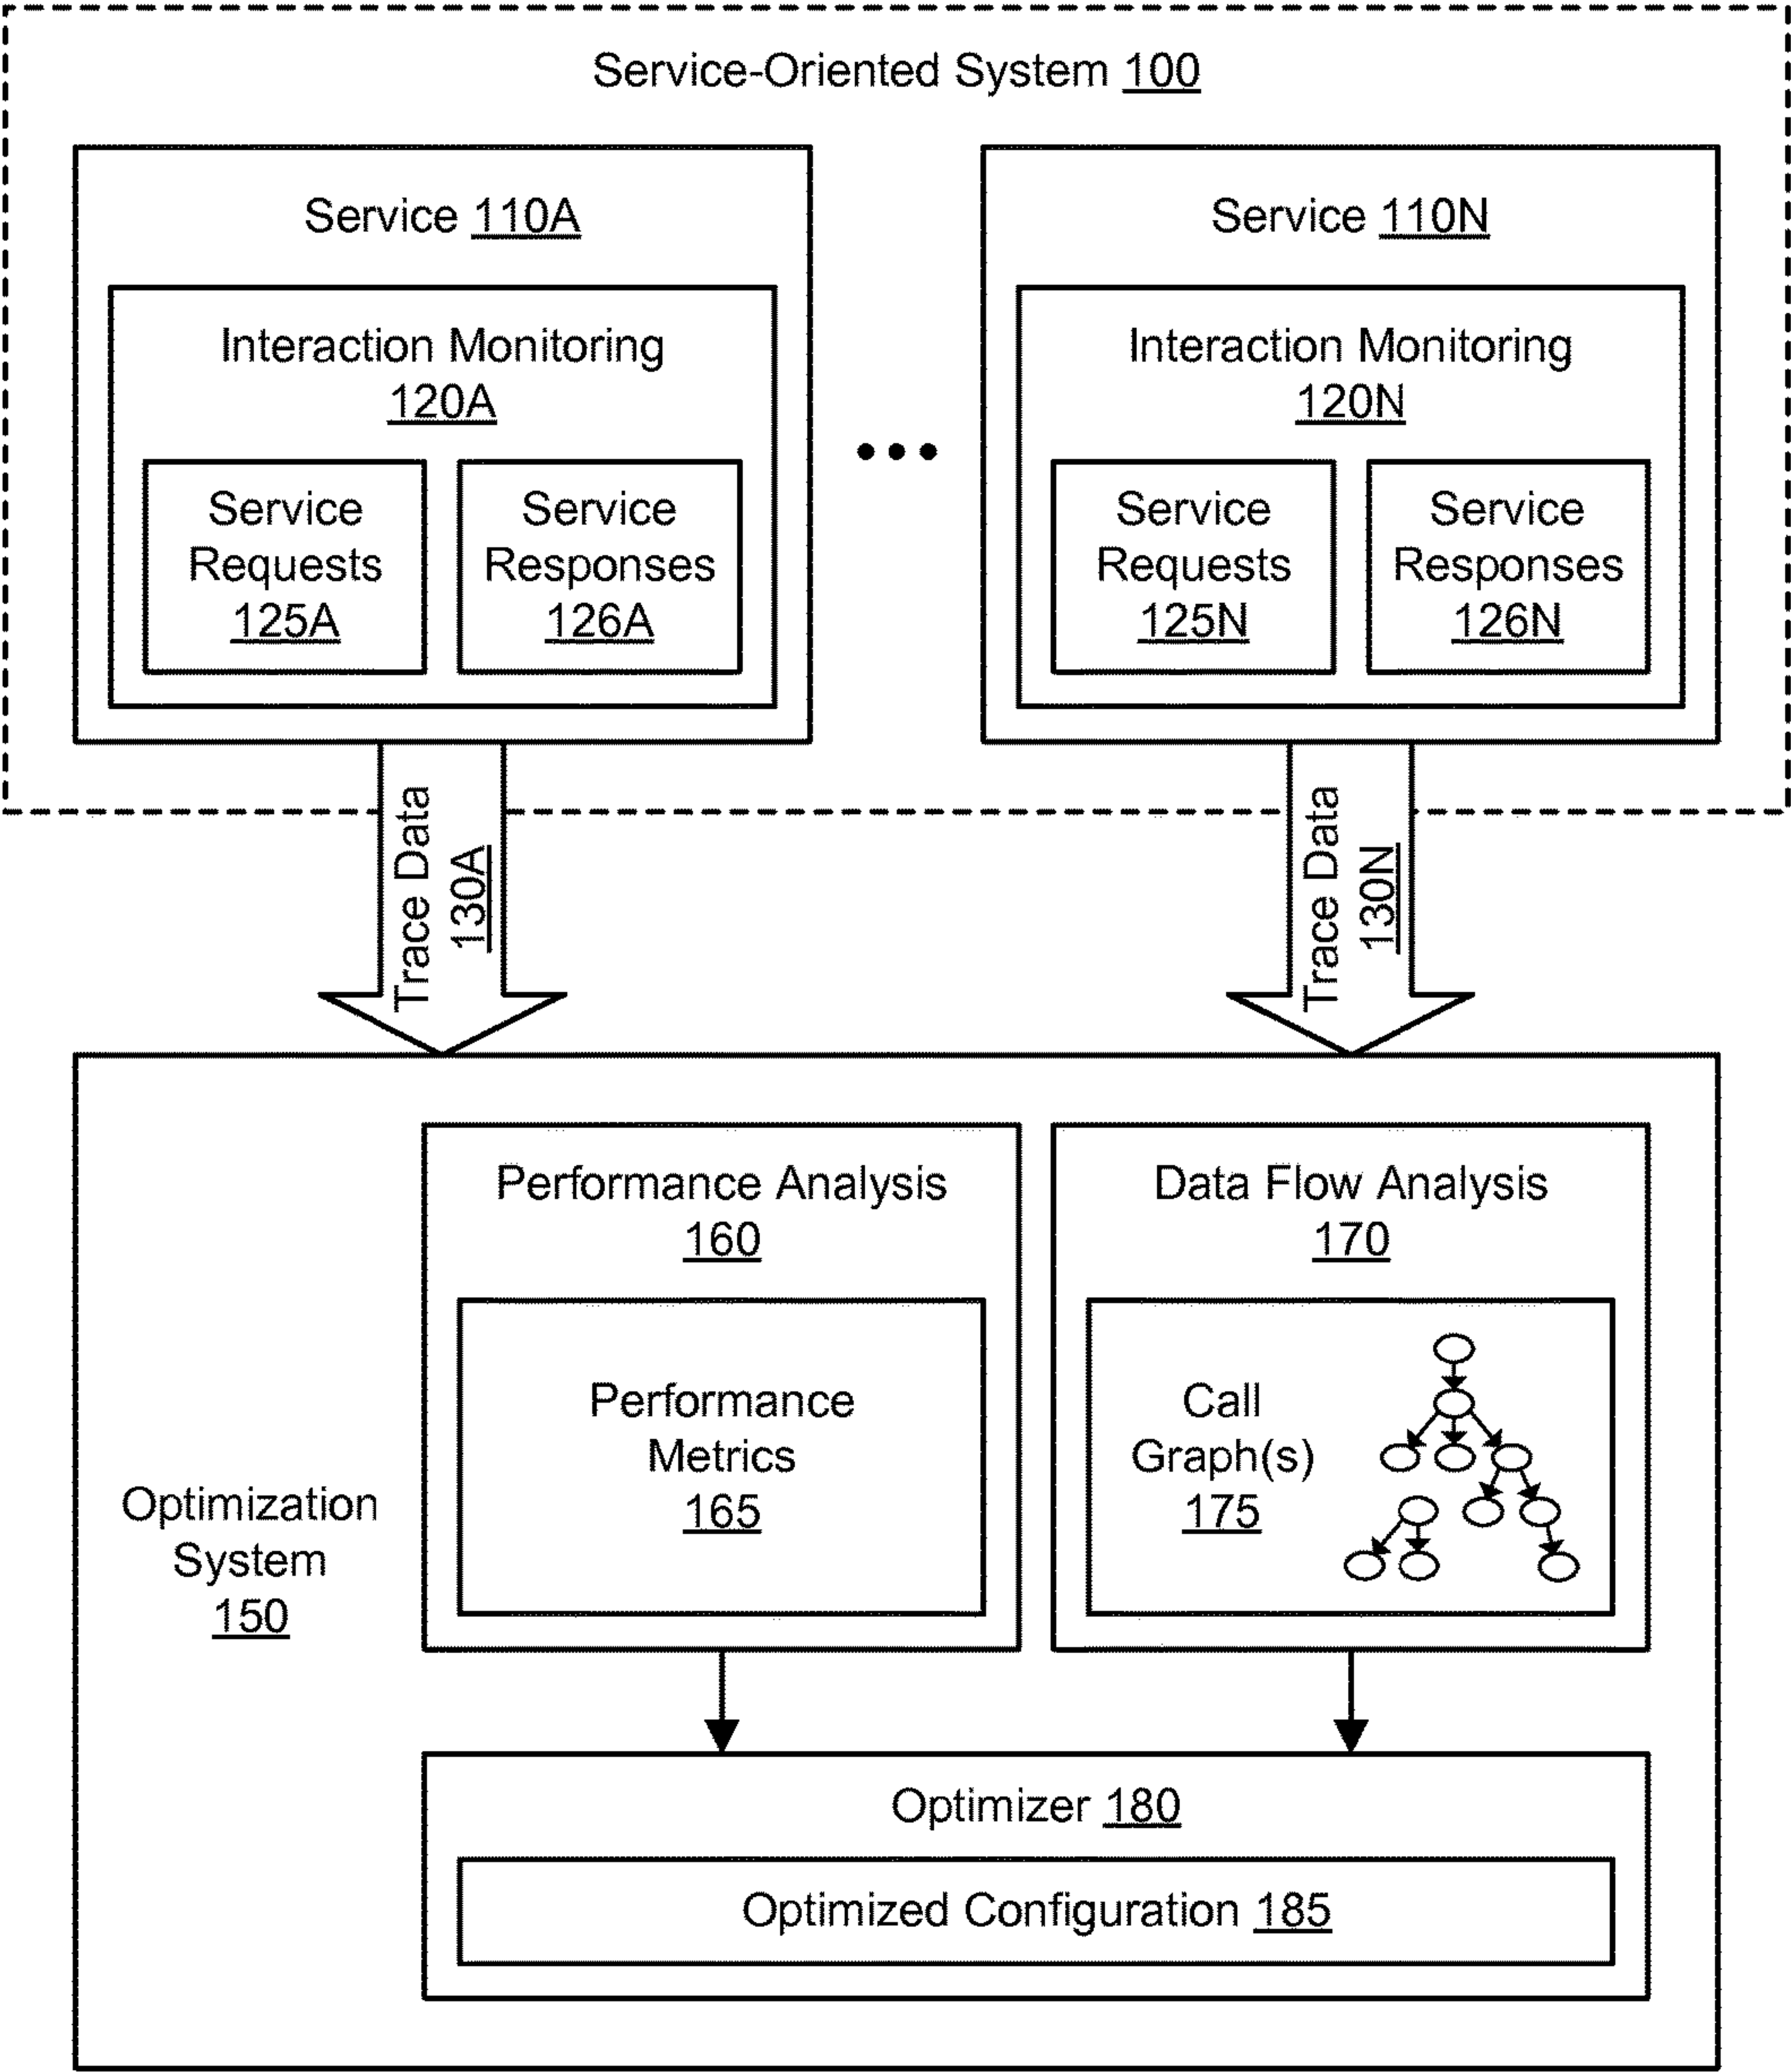 Service-Oriented System 100
Service 110A
Interaction Monitoring
120A
Service
Requests
125A
Service
Responses
126A
Service 110N
Interaction Monitoring
120N
Service
Requests
125N
Service
Responses
126N
Trace Data
130A
Trace Data
130N
Optimization
System
150
Performance Analysis
160
Performance
Metrics
165
Data Flow Analysis
170
Call
Graph(s)
175
Optimizer 180
Optimized Configuration 185